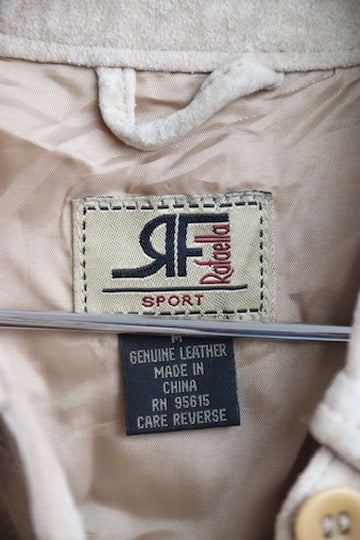 RF
Rafaella
SPORT
M
GENUINE LEATHER
MADE IN
CHINA
RN 95615
CARE REVERSE